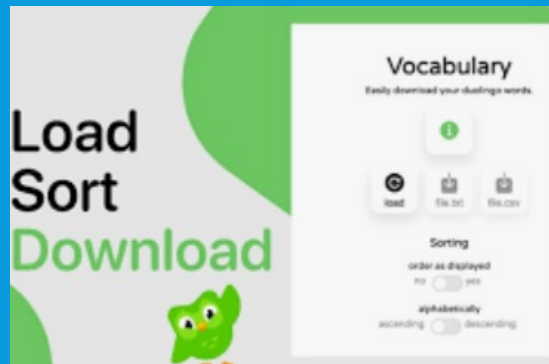 Load
Sort
Download
Vocabulary
Easily download your duolingo words.
load file.txt file.csv
Sorting
order as displayed
no yes
alphabetically
ascending descending